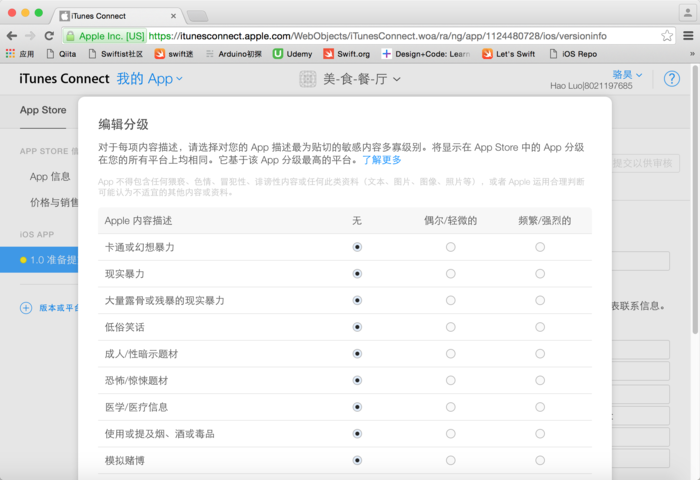 iTunes Connect
Apple Inc. [US] https://itunesconnect.apple.com/WebObjects/iTunesConnect.woa/ra/ng/app/1124480728/ios/versioninfo
应用 Qiita Swiftist社区 swift迷 Arduino初探 Udemy Swift.org Design+Code: Learn Let's Swift iOS Repo »
iTunes Connect 我的 App 美-食-餐-厅 骆昊 ?
Hao Luo|8021197685
App Store
编辑分级
对于每项内容描述，请选择对您的 App 描述最为贴切的敏感内容多寡级别。将显示在 App Store 中的 App 分级
在您的所有平台上均相同。它基于该 App 分级最高的平台。了解更多
App 不得包含任何猥亵、色情、冒犯性、诽谤性内容或任何此类资料（文本、图片、图像、照片等），或者 Apple 运用合理判断
可能认为不适宜的其他内容或资料。
APP STORE 信
App 信息
价格与销售
iOS APP
1.0 准备提
版本或平台
提交以供审核
表联系信息。
Apple 内容描述 无 偶尔/轻微的 频繁/强烈的
卡通或幻想暴力
现实暴力
大量露骨或残暴的现实暴力
低俗笑话
成人/性暗示题材
恐怖/惊悚题材
医学/医疗信息
使用或提及烟、酒或毒品
模拟赌博